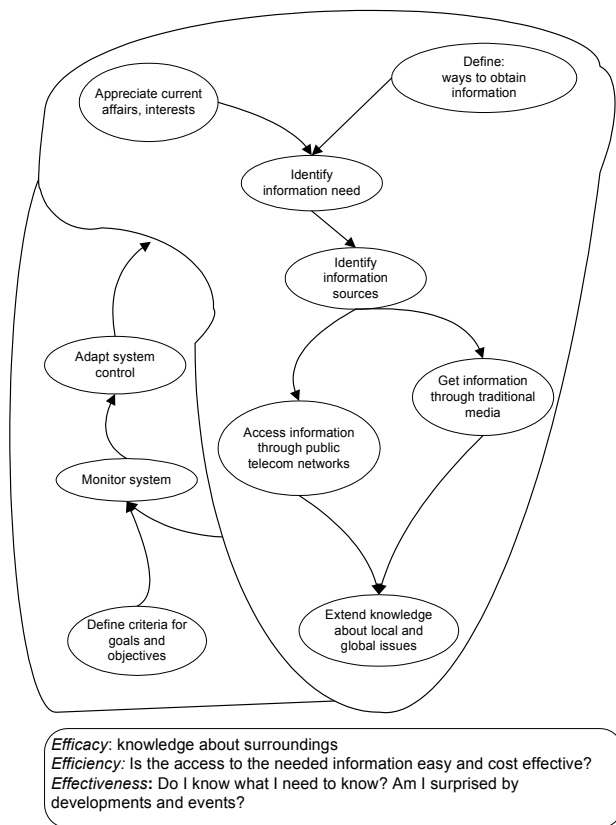 Appreciate current
affairs, interests
Define:
ways to obtain
information
Identify
information need
Identify
information
sources
Adapt system
control
Get information
through traditional
media
Access information
through public
telecom networks
Monitor system
Define criteria for
goals and
objectives
Extend knowledge
about local and
global issues
Efficacy: knowledge about surroundings
Efficiency: Is the access to the needed information easy and cost effective?
Effectiveness: Do I know what I need to know? Am I surprised by
developments and events?